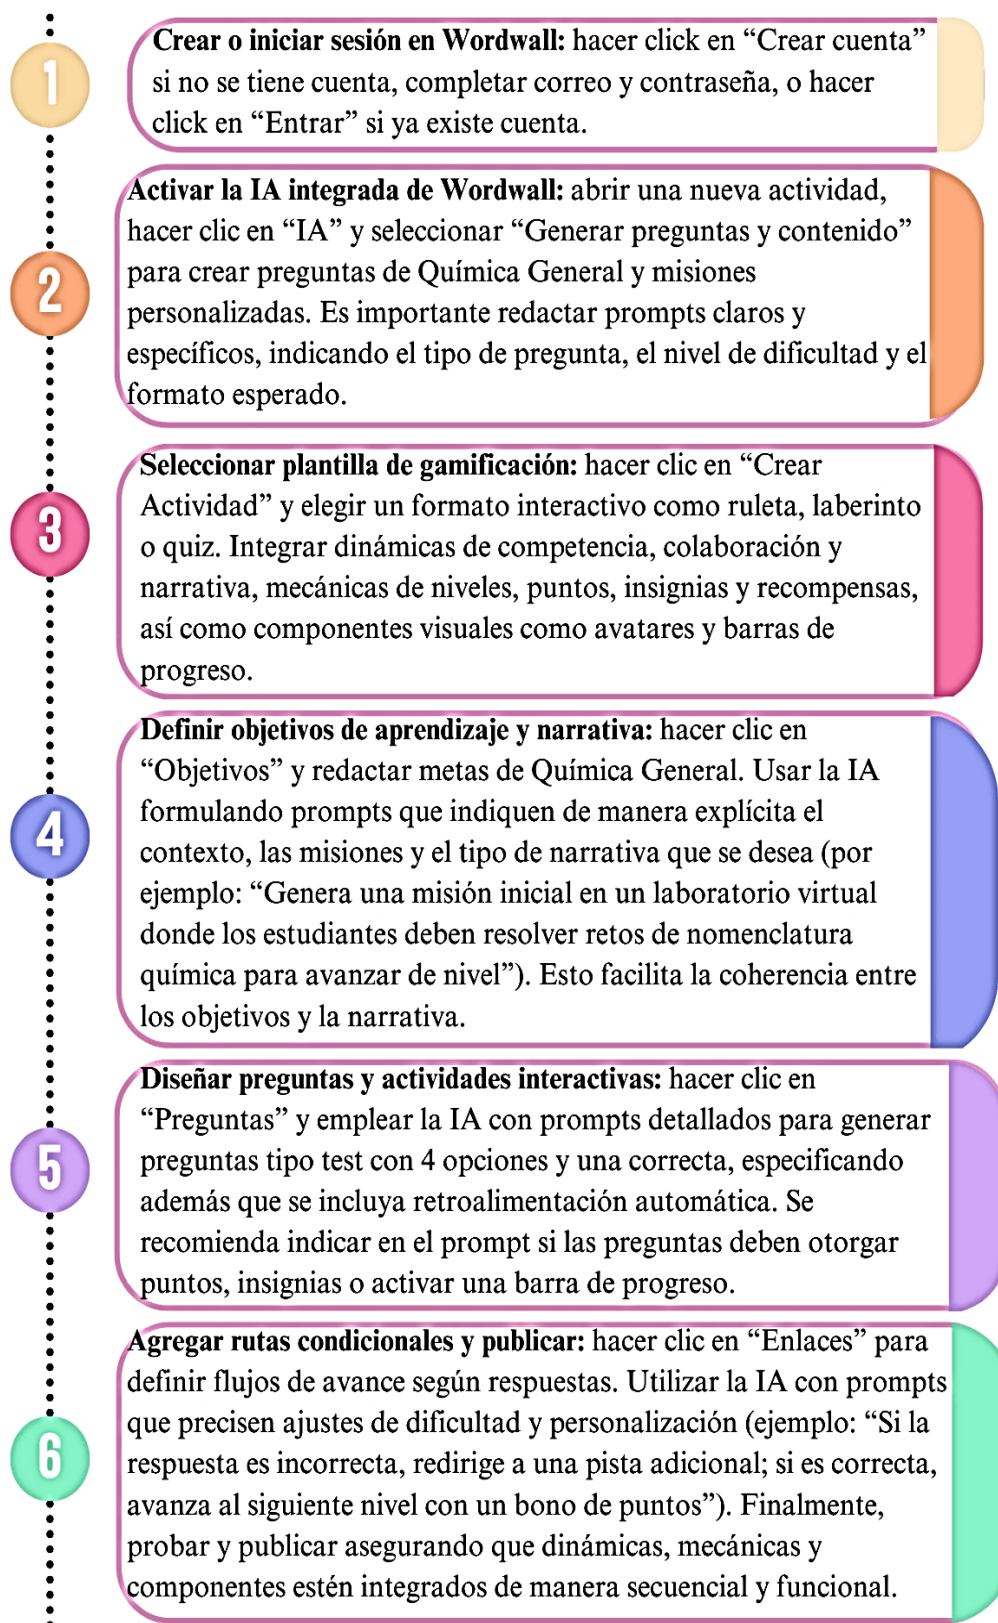 1
Crear o iniciar sesión en Wordwall: hacer click en “Crear cuenta”
si no se tiene cuenta, completar correo y contraseña, o hacer
click en “Entrar” si ya existe cuenta.
2
Activar la IA integrada de Wordwall: abrir una nueva actividad,
hacer clic en “IA” y seleccionar “Generar preguntas y contenido”
para crear preguntas de Química General y misiones
personalizadas. Es importante redactar prompts claros y
específicos, indicando el tipo de pregunta, el nivel de dificultad y el
formato esperado.
3
Seleccionar plantilla de gamificación: hacer clic en “Crear
Actividad” y elegir un formato interactivo como ruleta, laberinto
o quiz. Integrar dinámicas de competencia, colaboración y
narrativa, mecánicas de niveles, puntos, insignias y recompensas,
así como componentes visuales como avatares y barras de
progreso.
4
Definir objetivos de aprendizaje y narrativa: hacer clic en
“Objetivos” y redactar metas de Química General. Usar la IA
formulando prompts que indiquen de manera explícita el
contexto, las misiones y el tipo de narrativa que se desea (por
ejemplo: “Genera una misión inicial en un laboratorio virtual
donde los estudiantes deben resolver retos de nomenclatura
química para avanzar de nivel”). Esto facilita la coherencia entre
los objetivos y la narrativa.
5
Diseñar preguntas y actividades interactivas: hacer clic en
“Preguntas” y emplear la IA con prompts detallados para generar
preguntas tipo test con 4 opciones y una correcta, especificando
además que se incluya retroalimentación automática. Se
recomienda indicar en el prompt si las preguntas deben otorgar
puntos, insignias o activar una barra de progreso.
6
Agregar rutas condicionales y publicar: hacer clic en “Enlaces” para
definir flujos de avance según respuestas. Utilizar la IA con prompts
que precisen ajustes de dificultad y personalización (ejemplo: “Si la
respuesta es incorrecta, redirige a una pista adicional; si es correcta,
avanza al siguiente nivel con un bono de puntos”). Finalmente,
probar y publicar asegurando que dinámicas, mecánicas y
componentes estén integrados de manera secuencial y funcional.